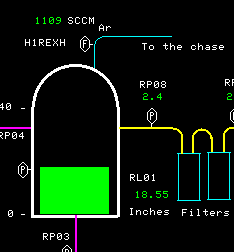 1109 SCCM
Ar
H1REXH
P
To the chase
RP08
RP
2.4
2
P
40
RP04
P
RL01
18.55
0
Inches
Filters
RP03
P